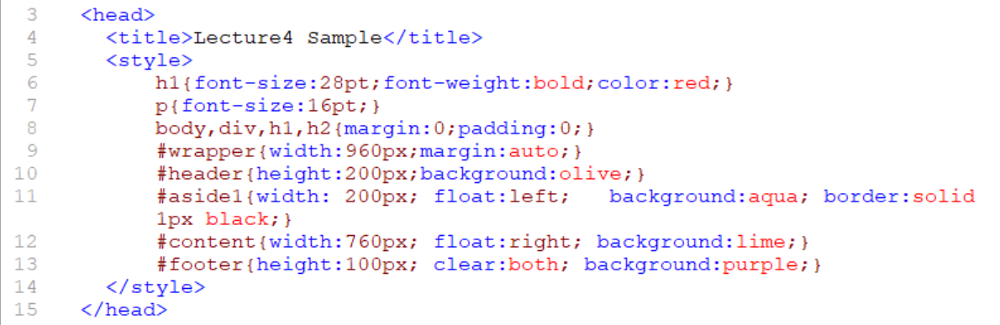 3 <head>
4 <title>Lecture4 Sample</title>
5 <style>
6 h1{font-size:28pt;font-weight:bold;color:red;}
7 p{font-size:16pt;}
8 body,div,h1,h2{margin:0;padding:0;}
9 #wrapper{width:960px;margin:auto;}
10 #header{height:200px;background:olive;}
11 #aside1{width: 200px; float:left;   background:aqua; border:solid
1px black;}
12 #content{width:760px; float:right; background:lime;}
13 #footer{height:100px; clear:both; background:purple;}
14 </style>
15 </head>